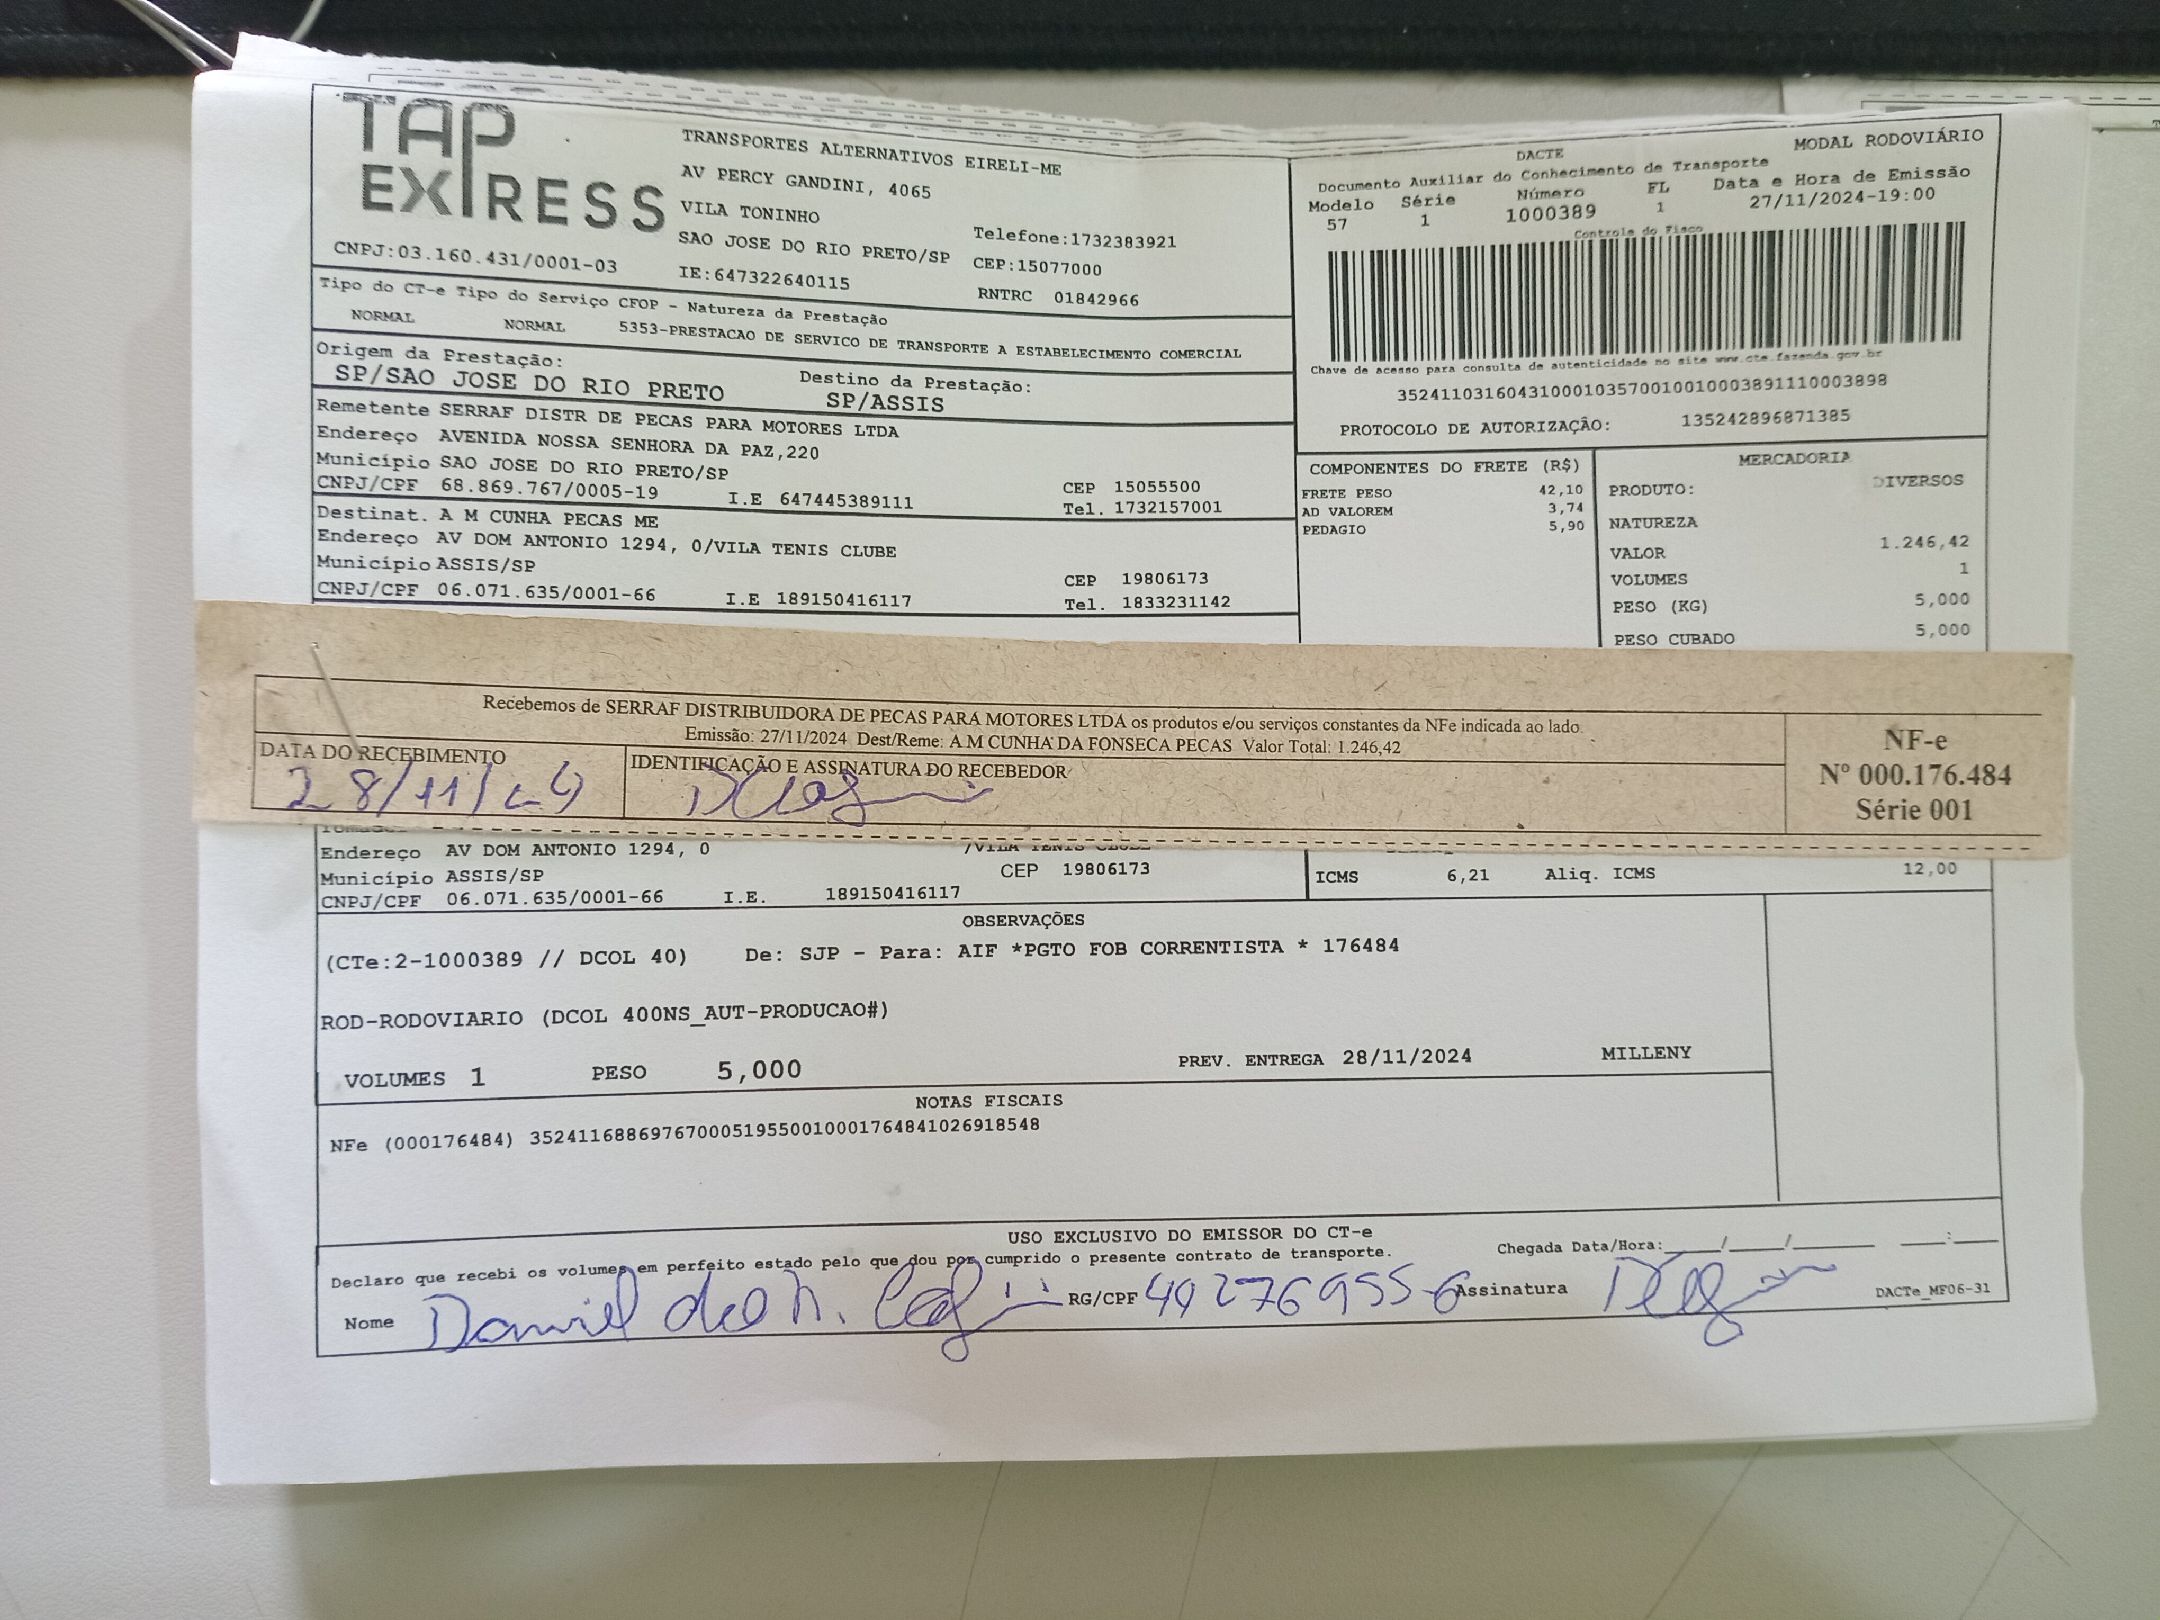 TAP
EXPRESS
TRANSPORTES ALTERNATIVOS EIRELI-ME
AV PERCY GANDINI, 4065
VILA TONINHO
SAO JOSE DO RIO PRETO/SP
Telefone:1732383921
CEP:15077000
CNPJ:03.160.431/0001-03
IE:647322640115
RNTRC 01842966
Tipo do CT-e Tipo do Serviço CFOP - Natureza da Prestação
NORMAL NORMAL 5353-PRESTACAO DE SERVICO DE TRANSPORTE A ESTABELECIMENTO COMERCIAL
Origem da Prestação:
SP/SAO JOSE DO RIO PRETO
Destino da Prestação:
SP/ASSIS
Remetente SERRAF DISTR DE PECAS PARA MOTORES LTDA
Endereço AVENIDA NOSSA SENHORA DA PAZ,220
Município SAO JOSE DO RIO PRETO/SP
CEP 15055500
CNPJ/CPF 68.869.767/0005-19 I.E 647445389111 Tel. 1732157001
Destinat. A M CUNHA PECAS ME
Endereço AV DOM ANTONIO 1294, 0/VILA TENIS CLUBE
Município ASSIS/SP CEP 19806173
CNPJ/CPF 06.071.635/0001-66 I.E 189150416117 Tel. 1833231142
DACTE
MODAL RODOVIÁRIO
Documento Auxiliar do Conhecimento de Transporte
Modelo Série Número FL Data e Hora de Emissão
57 1 1000389 1 27/11/2024-19:00
Controle do Fisco
Chave de acesso para consulta de autenticidade no site www.cte.fazenda.gov.br
35241103160431000103570010010003891110003898
PROTOCOLO DE AUTORIZAÇÃO: 135242896871385
COMPONENTES DO FRETE (R$)
FRETE PESO 42,10
AD VALOREM 3,74
PEDAGIO 5,90
MERCADORIA
PRODUTO: DIVERSOS
NATUREZA
VALOR 1.246,42
VOLUMES 1
PESO (KG) 5,000
PESO CUBADO 5,000
Recebemos de SERRAF DISTRIBUIDORA DE PECAS PARA MOTORES LTDA os produtos e/ou serviços constantes da NFe indicada ao lado
Emissão: 27/11/2024 Dest/Reme: A M CUNHA DA FONSECA PECAS Valor Total: 1.246,42
DATA DO RECEBIMENTO
28/11/24
IDENTIFICAÇÃO E ASSINATURA DO RECEBEDOR
NF-e
Nº 000.176.484
Série 001
Endereço AV DOM ANTONIO 1294, 0 /VILA TENIS CLUBE
Município ASSIS/SP CEP 19806173
CNPJ/CPF 06.071.635/0001-66 I.E. 189150416117
ICMS 6,21 Aliq. ICMS 12,00
OBSERVAÇÕES
(CTe:2-1000389 // DCOL 40) De: SJP - Para: AIF *PGTO FOB CORRENTISTA * 176484
ROD-RODOVIARIO (DCOL 400NS_AUT-PRODUCAO#)
VOLUMES 1 PESO 5,000 PREV. ENTREGA 28/11/2024 MILLENY
NOTAS FISCAIS
NFe (000176484) 35241168869767000519550010001764841026918548
USO EXCLUSIVO DO EMISSOR DO CT-e
Declaro que recebi os volumes em perfeito estado pelo que dou por cumprido o presente contrato de transporte.
Chegada Data/Hora:____/____/______ ___:___
Nome Daniel RG/CPF 40276955-6 Assinatura
DACTe_MF06-31